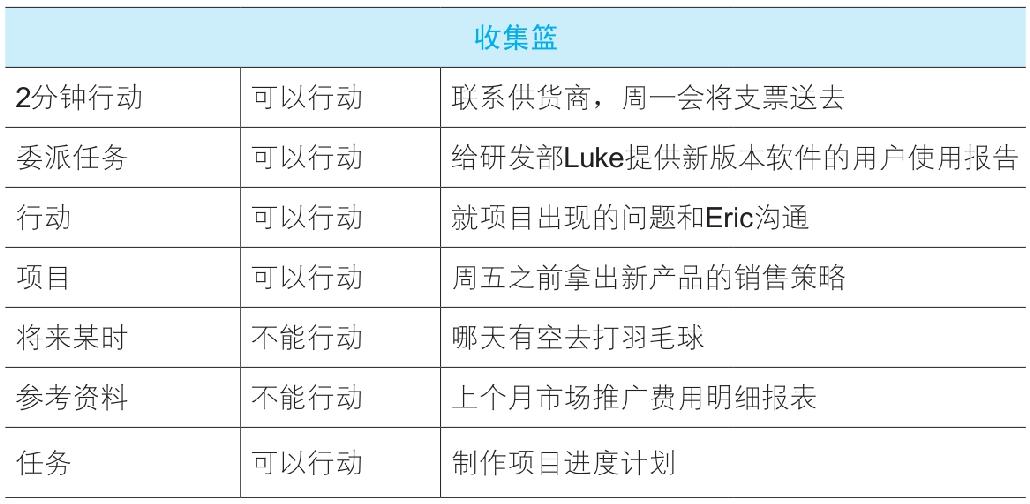 收集篮
2分钟行动 可以行动 联系供货商，周一会将支票送去
委派任务 可以行动 给研发部Luke提供新版本软件的用户使用报告
行动 可以行动 就项目出现的问题和Eric沟通
项目 可以行动 周五之前拿出新产品的销售策略
将来某时 不能行动 哪天有空去打羽毛球
参考资料 不能行动 上个月市场推广费用明细报表
任务 可以行动 制作项目进度计划